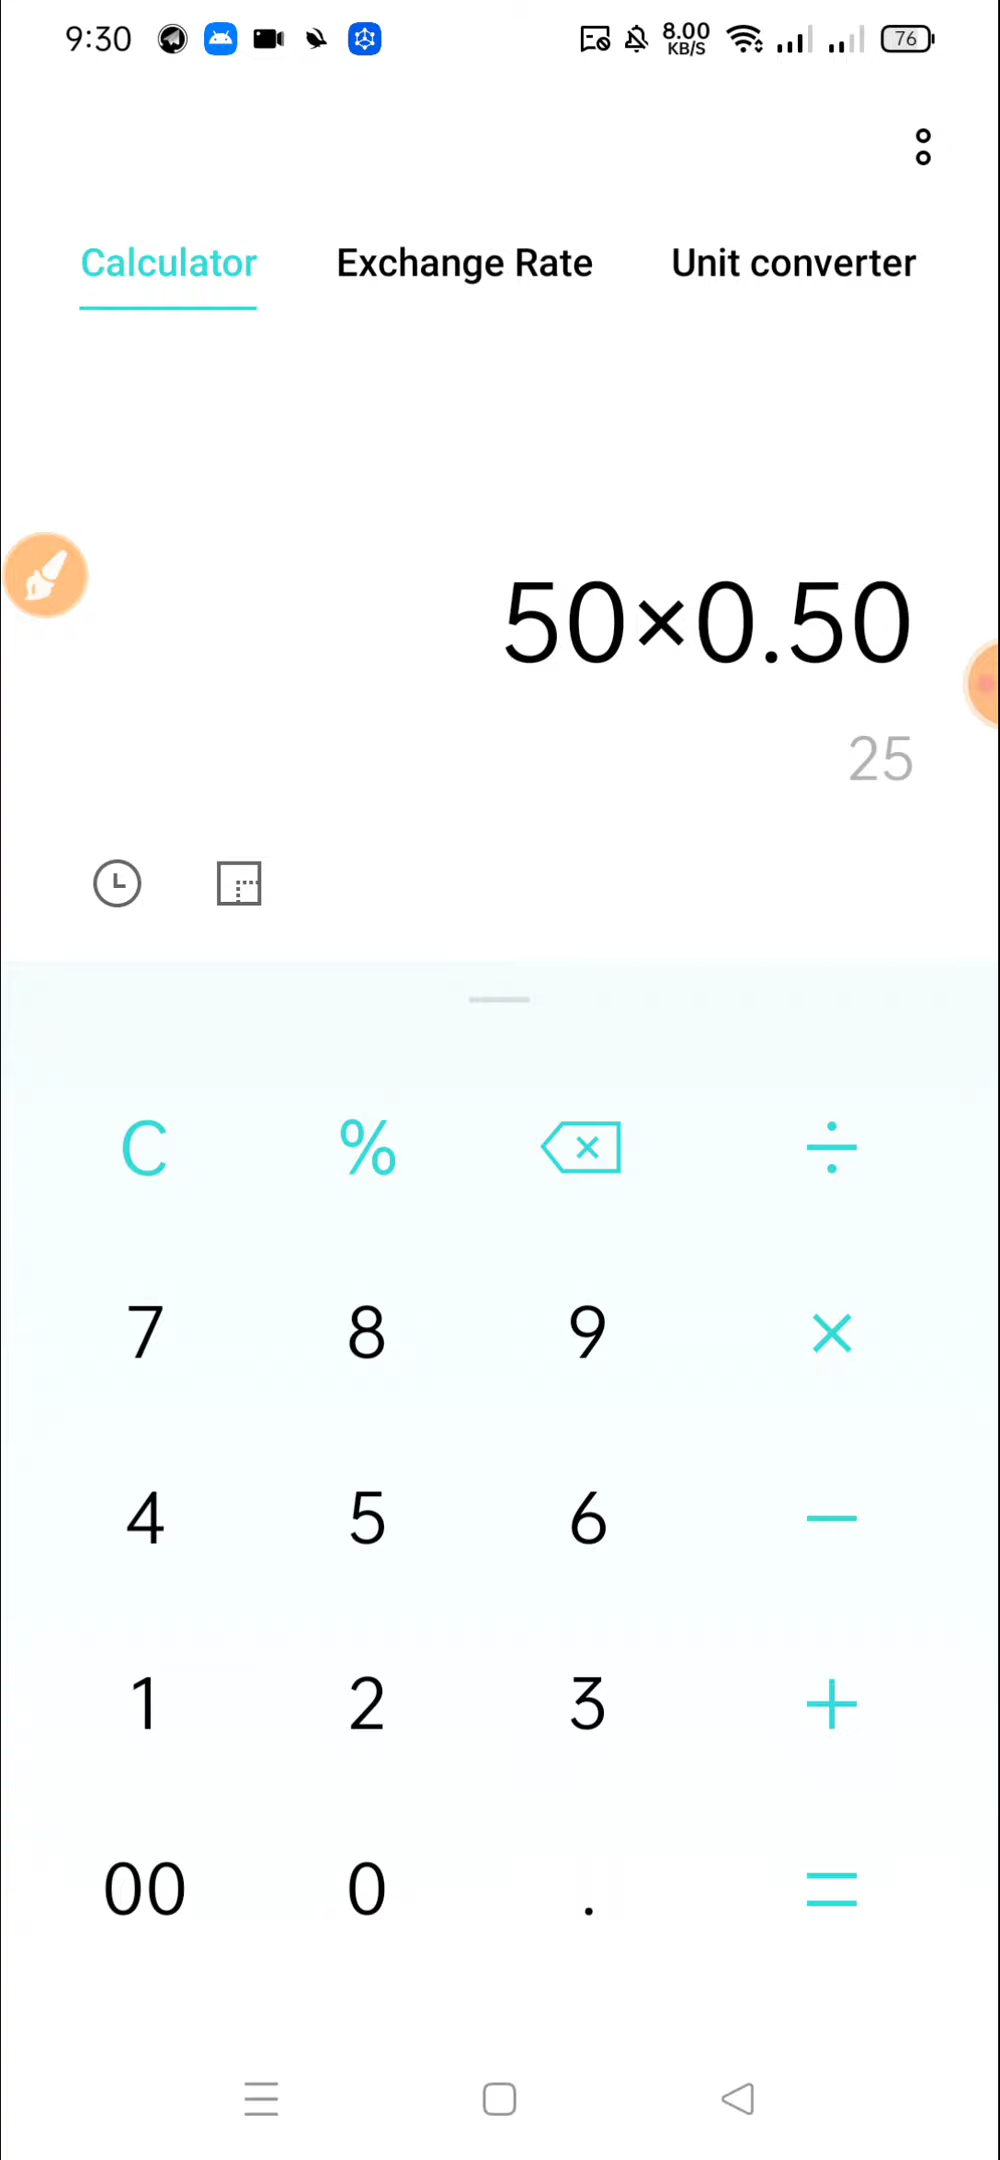 9:30 8.00 KB/S 76
Calculator Exchange Rate Unit converter
50×0.50
25
C % ÷
7 8 9 ×
4 5 6 −
1 2 3 +
00 0 . =